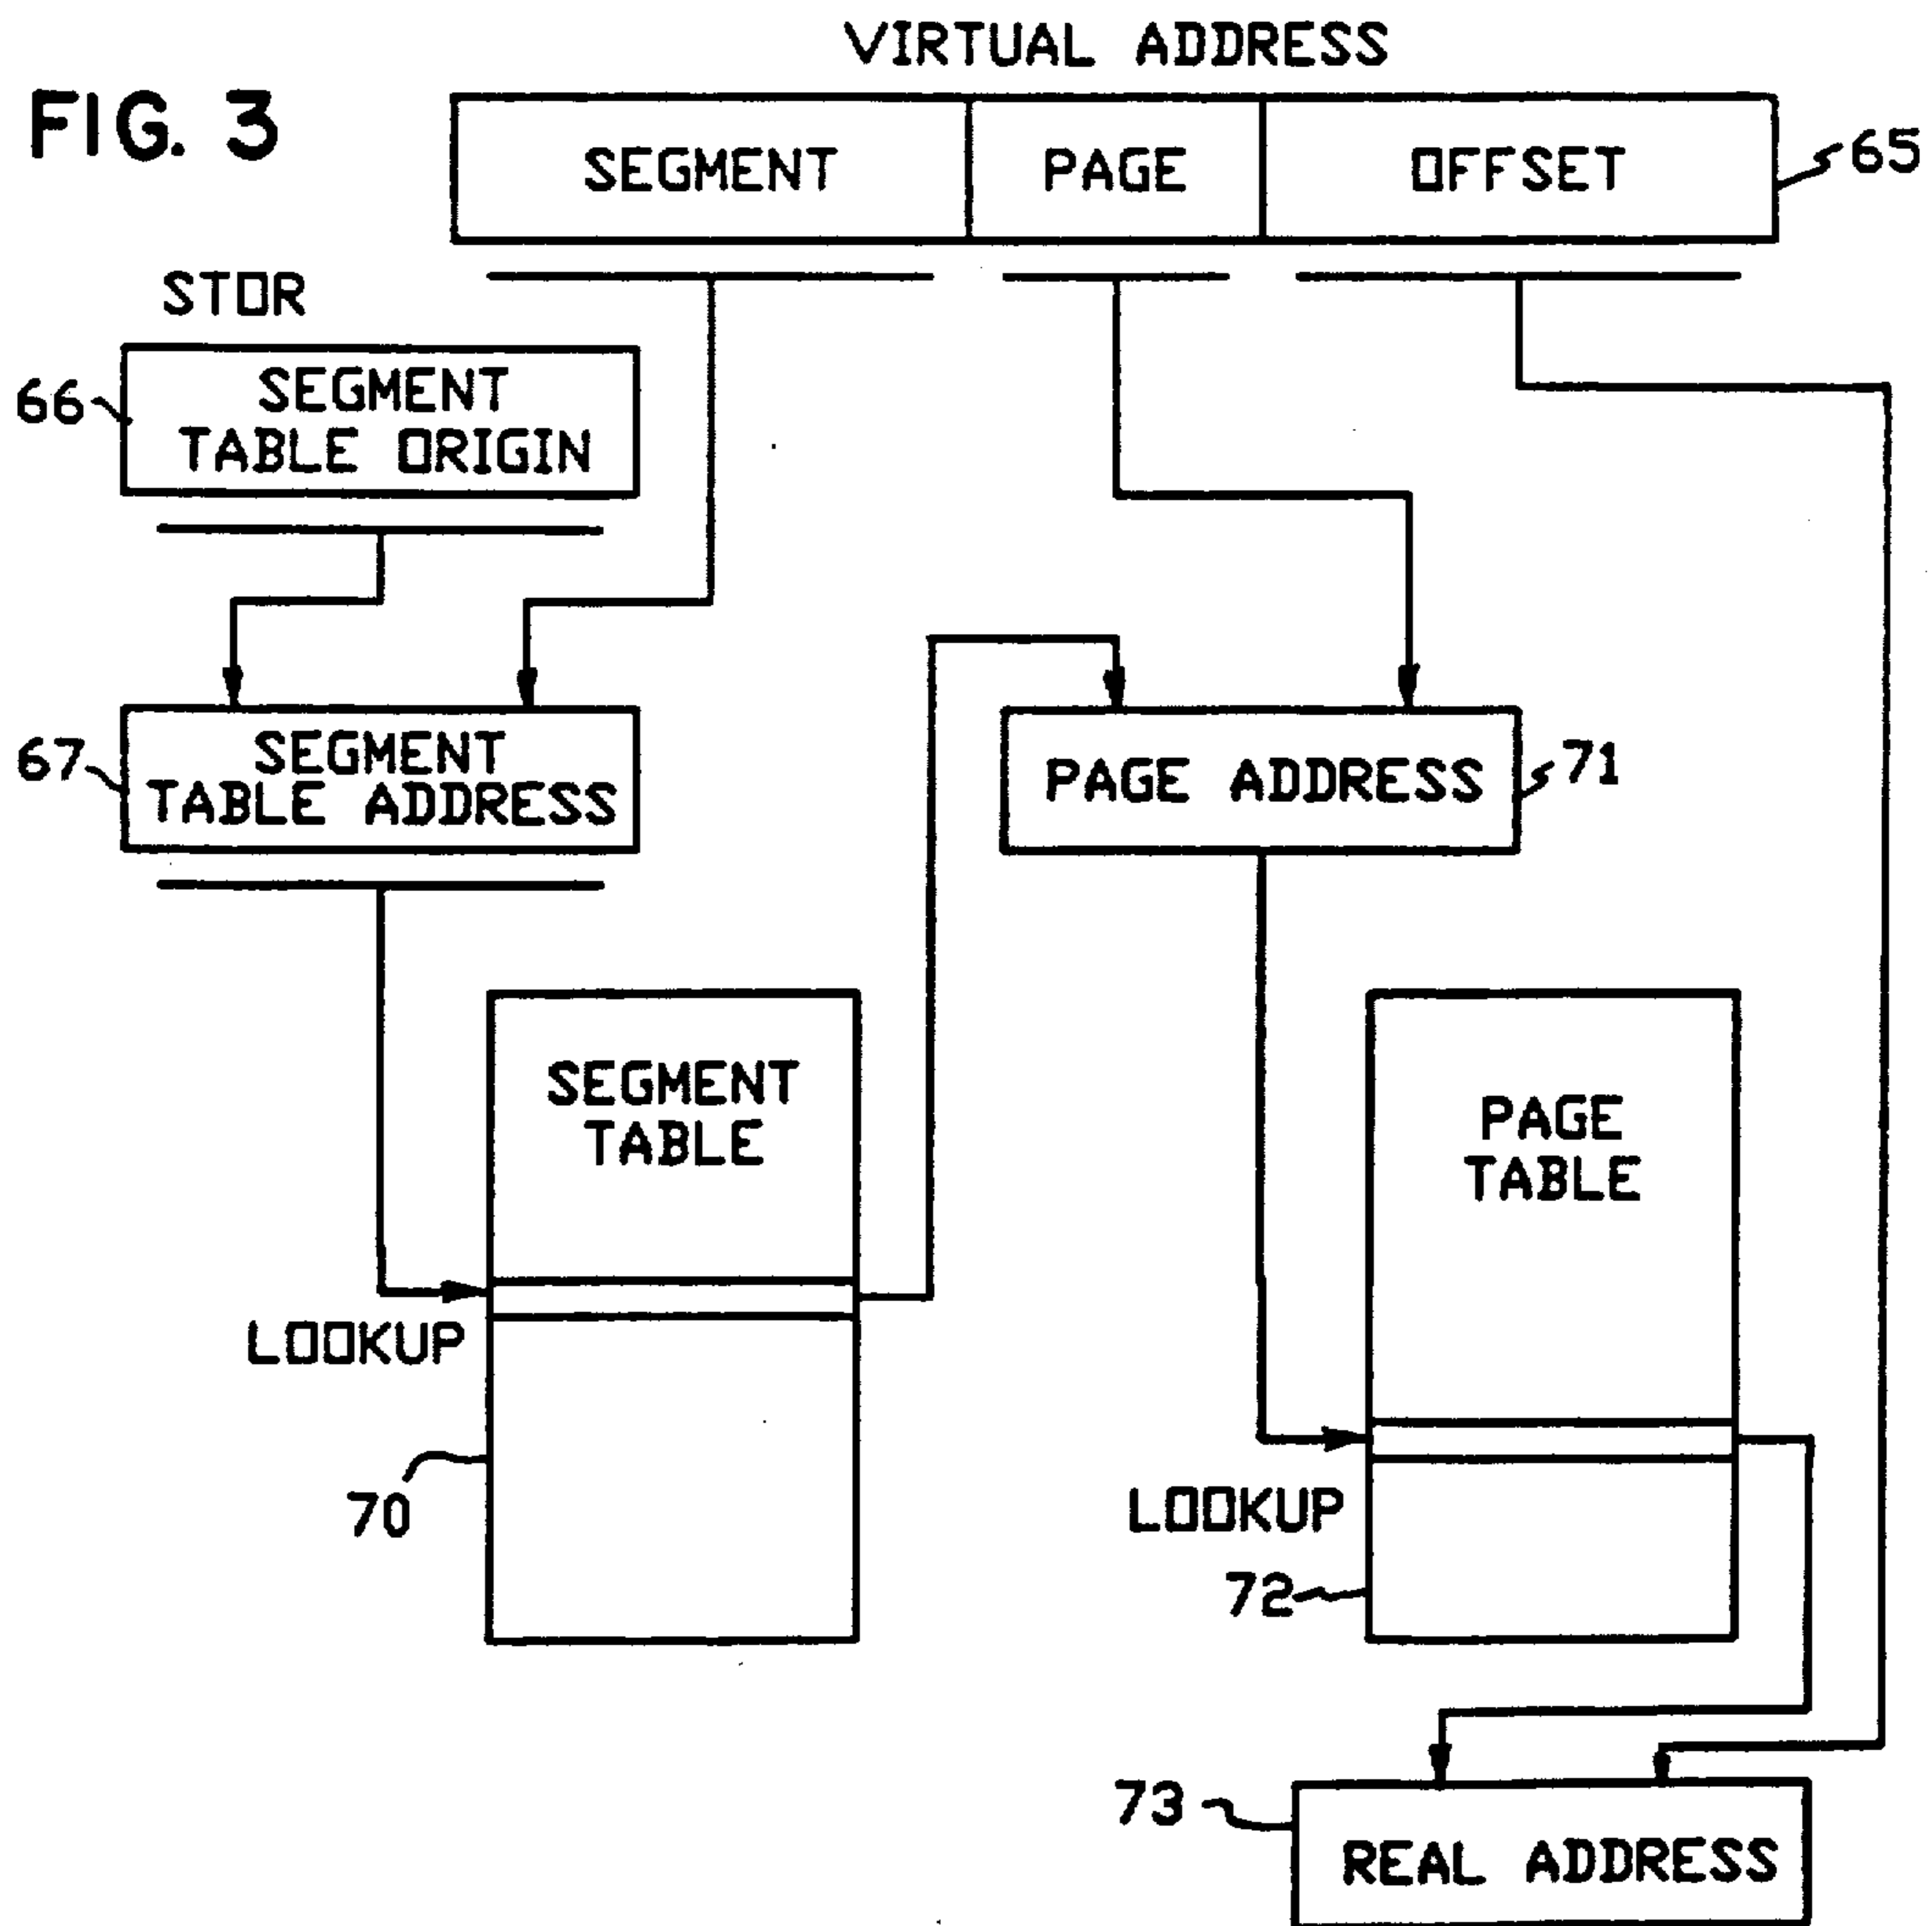 VIRTUAL ADDRESS
FIG. 3
SEGMENT
PAGE
OFFSET
65
STOR
66
SEGMENT
TABLE ORIGIN
67
SEGMENT
TABLE ADDRESS
PAGE ADDRESS
71
SEGMENT
TABLE
PAGE
TABLE
LOOKUP
70
LOOKUP
72
73
REAL ADDRESS